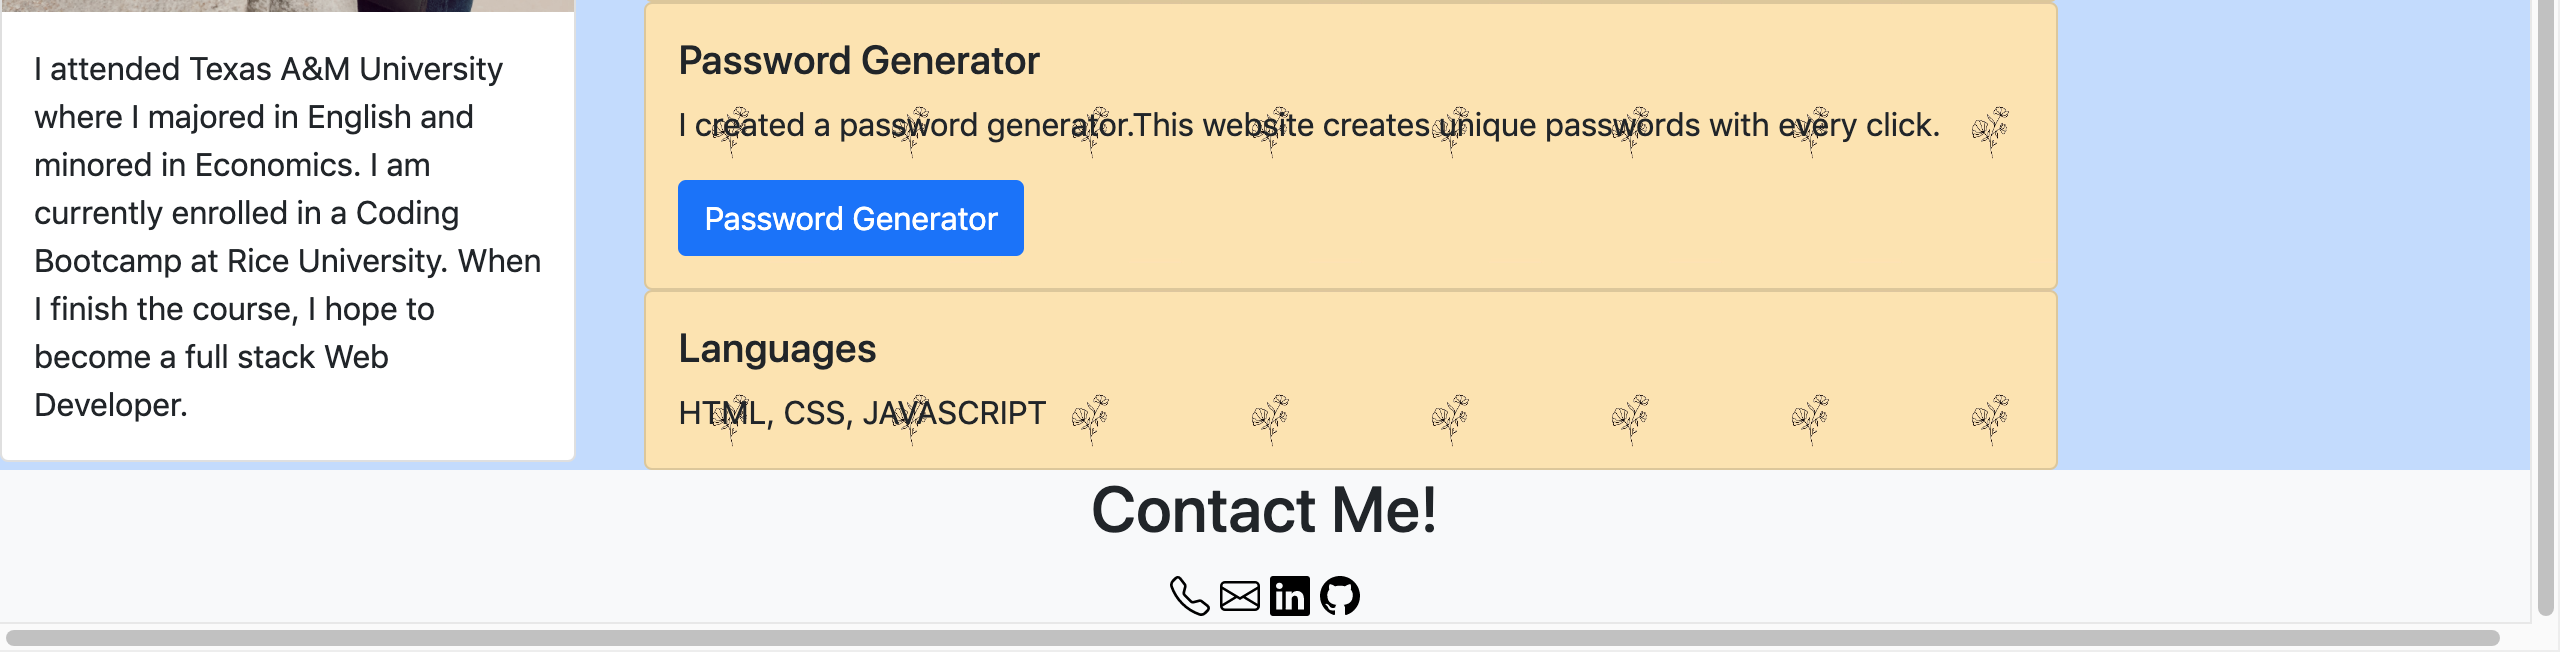 I attended Texas A&M University
where I majored in English and
minored in Economics. I am
currently enrolled in a Coding
Bootcamp at Rice University. When
I finish the course, I hope to
become a full stack Web
Developer.
Password Generator
I created a password generator.This website creates unique passwords with every click.
Password Generator
Languages
HTML, CSS, JAVASCRIPT
Contact Me!
in